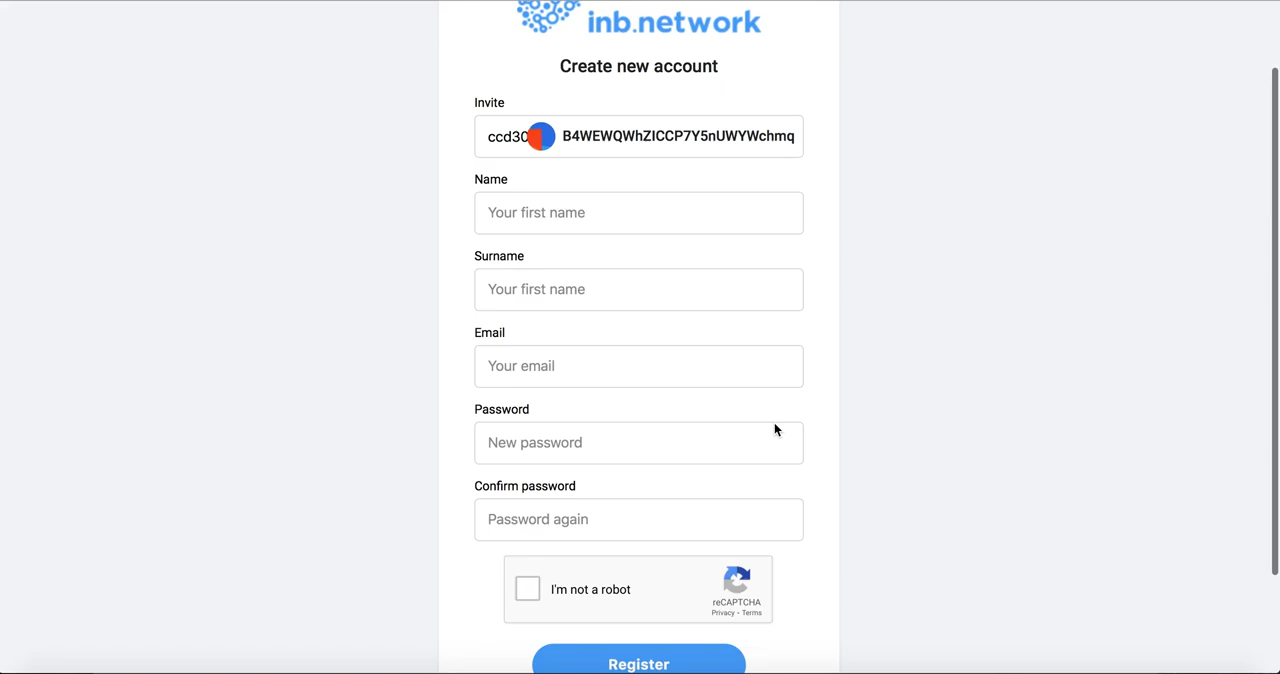 inb.network
Create new account
Invite
ccd30 B4WEWQWhZICCP7Y5nUWYWchmq
Name
Your first name
Surname
Your first name
Email
Your email
Password
New password
Confirm password
Password again
I'm not a robot
reCAPTCHA
Privacy - Terms
Register